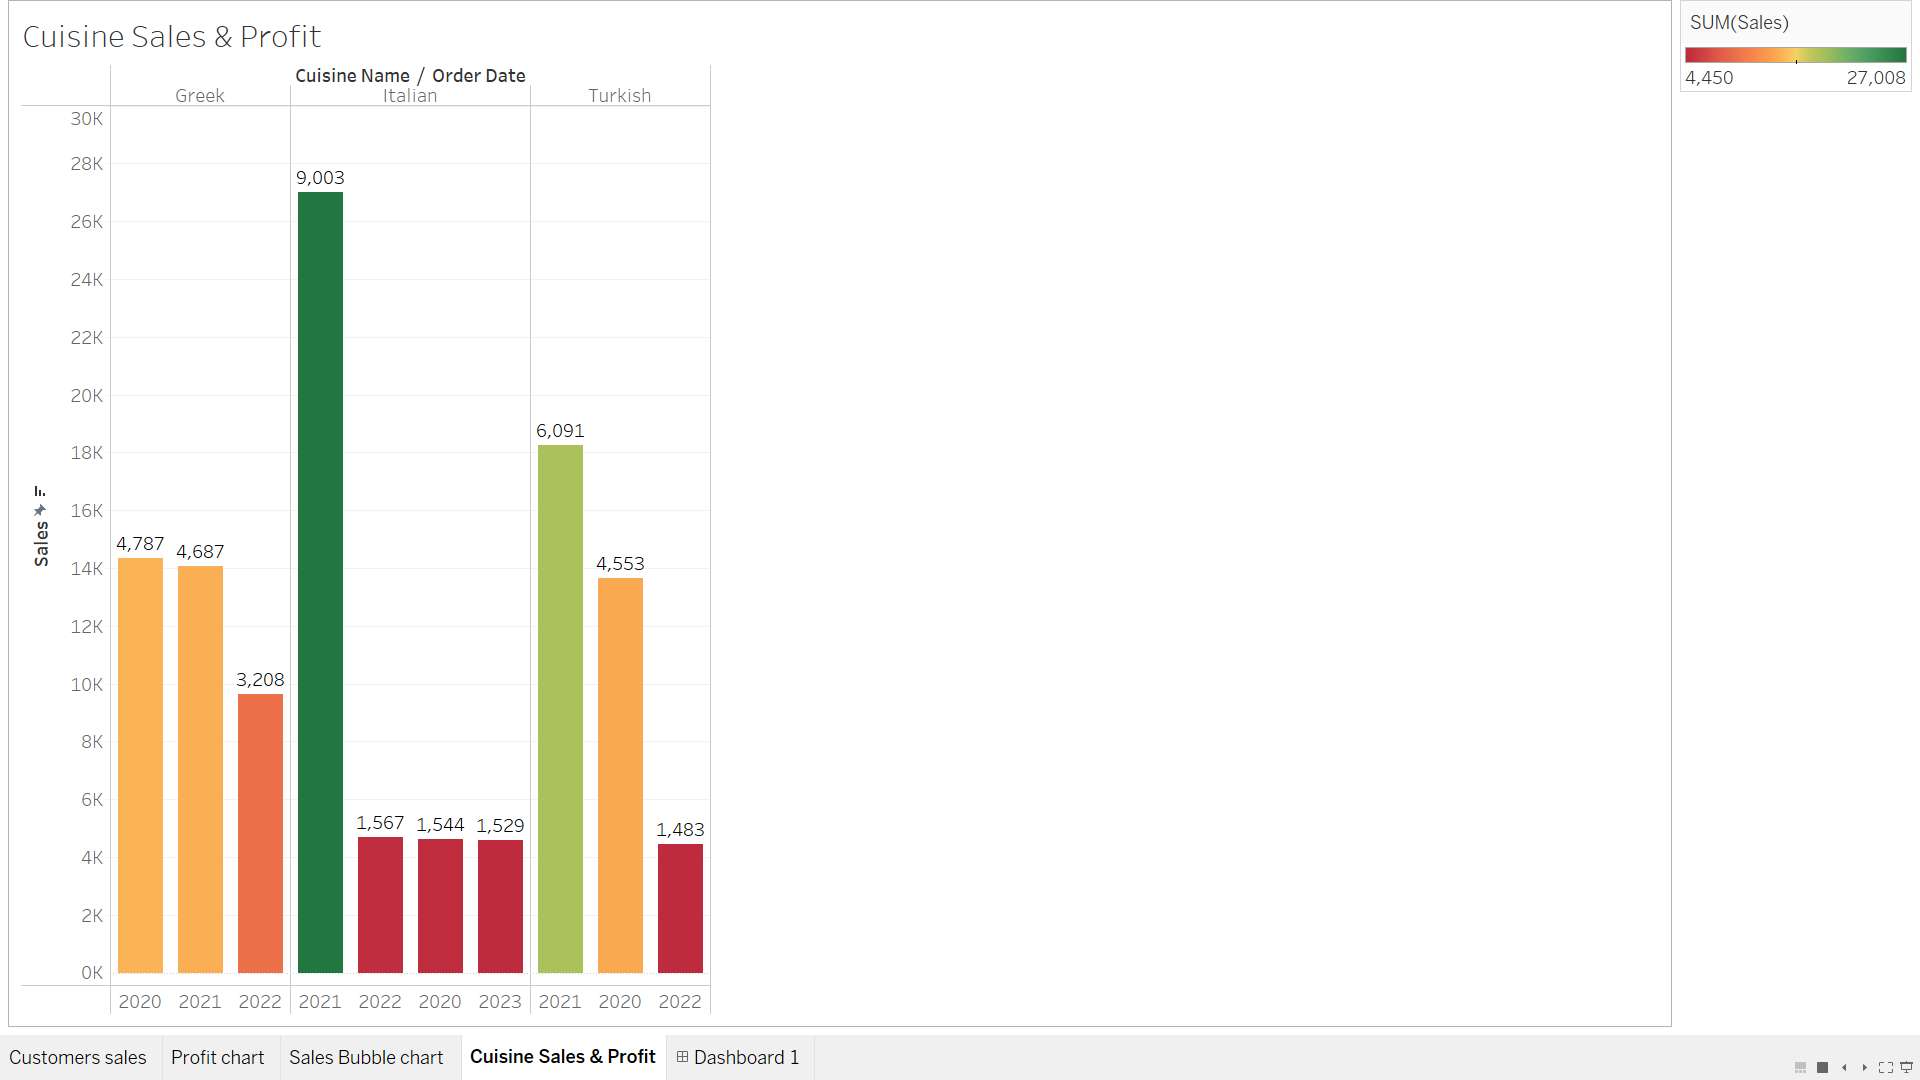 Cuisine Sales & Profit
Cuisine Name / Order Date
Greek Italian Turkish
30K
28K
26K
24K
22K
20K
18K
16K
14K
12K
10K
8K
6K
4K
2K
0K
Sales
4,787
4,687
3,208
9,003
1,567
1,544
1,529
6,091
4,553
1,483
2020 2021 2022 2021 2022 2020 2023 2021 2020 2022
SUM(Sales)
4,450 27,008
Customers sales Profit chart Sales Bubble chart Cuisine Sales & Profit Dashboard 1